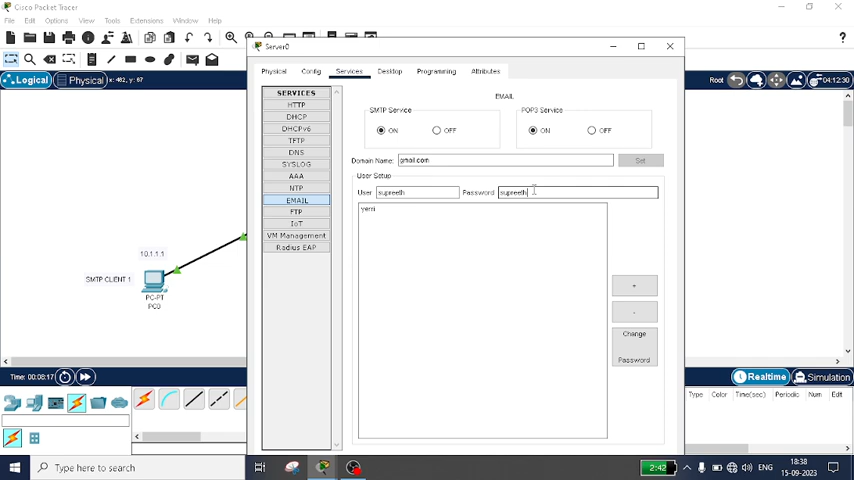 Cisco Packet Tracer
File Edit Options View Tools Extensions Window Help
Logical
Physical
x: 482, y: 67
Root
04:12:30
Server0
Physical Config Services Desktop Programming Attributes
SERVICES
HTTP
DHCP
DHCPv6
TFTP
DNS
SYSLOG
AAA
NTP
EMAIL
FTP
IoT
VM Management
Radius EAP
EMAIL
SMTP Service
ON OFF
POP3 Service
ON OFF
Domain Name: gmail.com Set
User Setup
User supreeth Password supreeth
yerri
+
-
Change
Password
10.1.1.1
SMTP CLIENT 1
PC-PT
PC0
Time: 00:08:17
Realtime
Simulation
Type Color Time(sec) Periodic Num Edit
Type here to search
2:42
ENG
18:38
15-09-2023